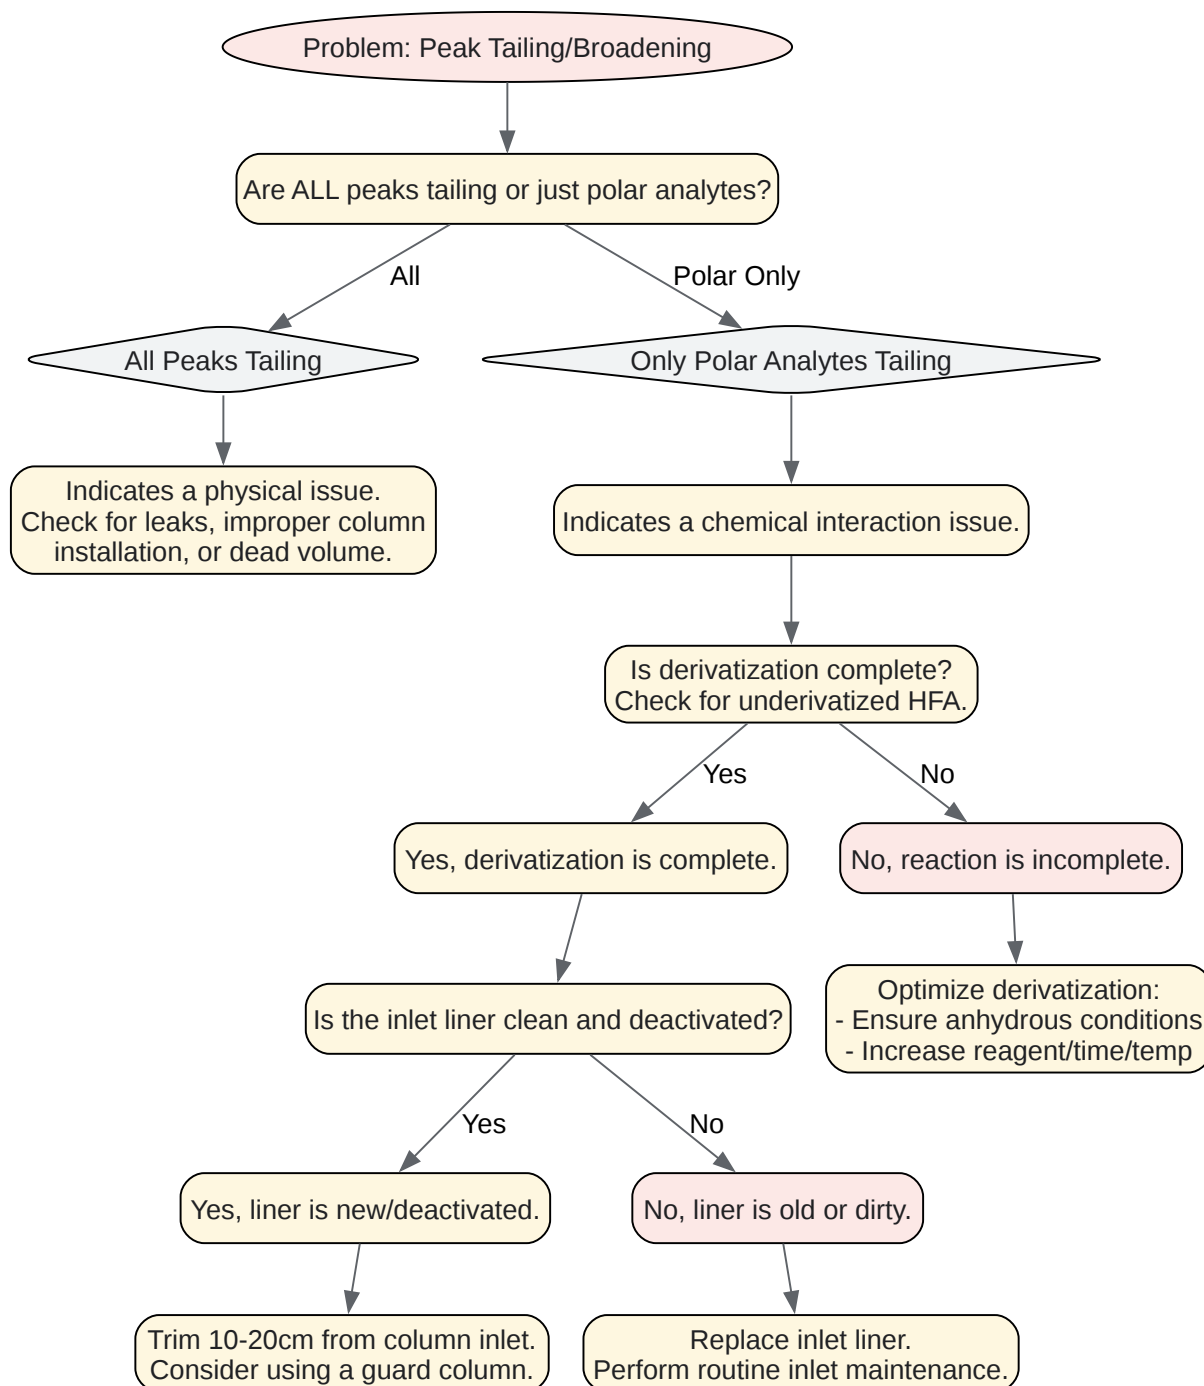 Problem: Peak Tailing/Broadening
Are ALL peaks tailing or just polar analytes?
All
Polar Only
All Peaks Tailing
Only Polar Analytes Tailing
Indicates a physical issue.
Check for leaks, improper column
installation, or dead volume.
Indicates a chemical interaction issue.
Is derivatization complete?
Check for underivatized HFA.
Yes
No
Yes, derivatization is complete.
No, reaction is incomplete.
Is the inlet liner clean and deactivated?
Optimize derivatization:
- Ensure anhydrous conditions
- Increase reagent/time/temp
Yes
No
Yes, liner is new/deactivated.
No, liner is old or dirty.
Trim 10-20cm from column inlet.
Consider using a guard column.
Replace inlet liner.
Perform routine inlet maintenance.